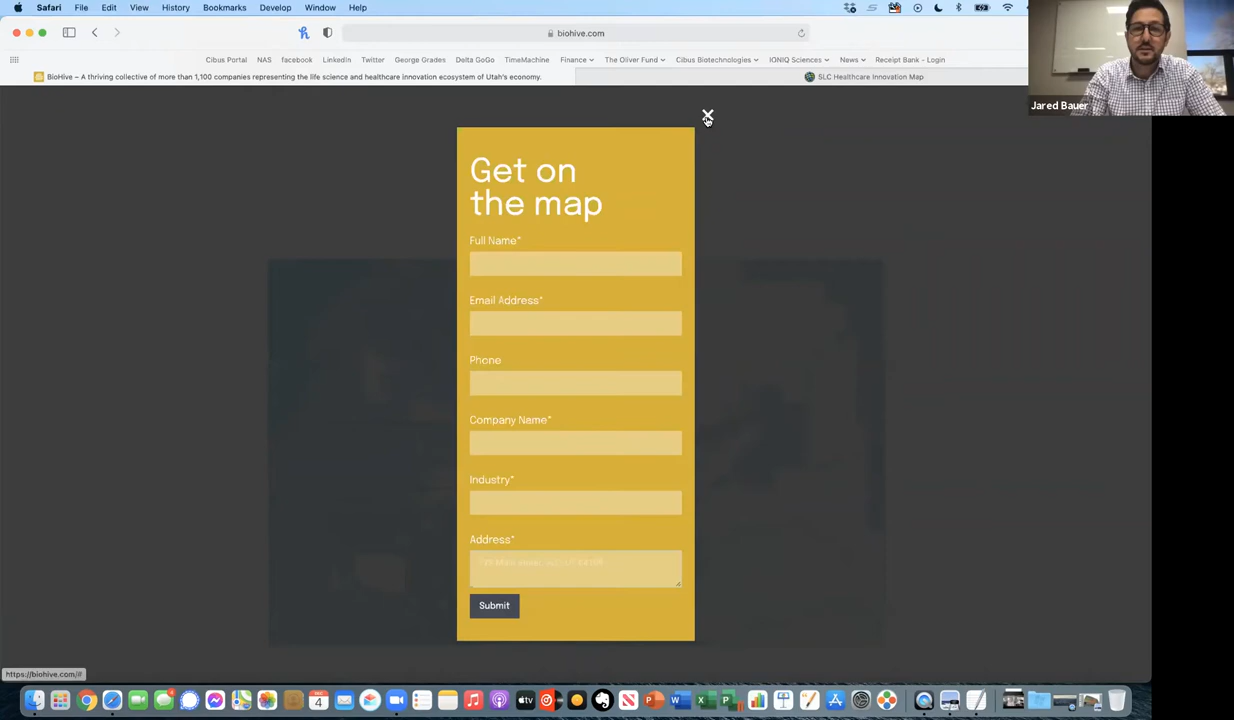 Safari File Edit View History Bookmarks Develop Window Help
biohive.com
Cibus Portal NAS facebook LinkedIn Twitter George Grades Delta GoGo TimeMachine Finance The Oliver Fund Cibus Biotechnologies IONIQ Sciences News Receipt Bank - Login
BioHive – A thriving collective of more than 1,100 companies representing the life science and healthcare innovation ecosystem of Utah's economy.
SLC Healthcare Innovation Map
Jared Bauer
Get on
the map
Full Name*
Email Address*
Phone
Company Name*
Industry*
Address*
Submit
https://biohive.com/#
4